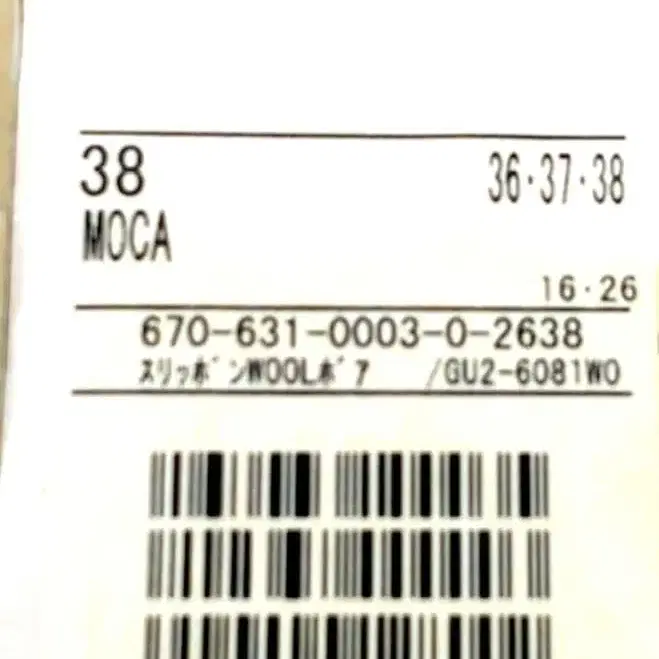 38 36·37·38
MOCA
16·26
670-631-0003-0-2638
ｽﾘｯﾎﾟﾝWOOLﾎﾞｱ /GU2-6081WO